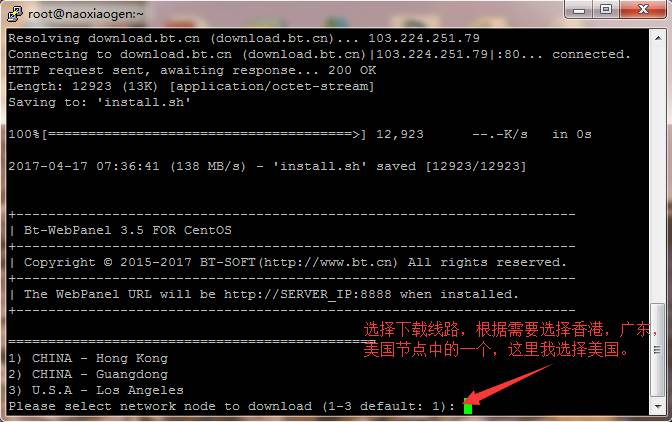 root@naoxiaogen:~
Resolving download.bt.cn (download.bt.cn)... 103.224.251.79
Connecting to download.bt.cn (download.bt.cn)|103.224.251.79|:80... connected.
HTTP request sent, awaiting response... 200 OK
Length: 12923 (13K) [application/octet-stream]
Saving to: 'install.sh'
100%[======================================>] 12,923      --.-K/s   in 0s
2017-04-17 07:36:41 (138 MB/s) - 'install.sh' saved [12923/12923]
+----------------------------------------------------------------------
| Bt-WebPanel 3.5 FOR CentOS
+----------------------------------------------------------------------
| Copyright © 2015-2017 BT-SOFT(http://www.bt.cn) All rights reserved.
+----------------------------------------------------------------------
| The WebPanel URL will be http://SERVER_IP:8888 when installed.
+----------------------------------------------------------------------
选择下载线路，根据需要选择香港，广东，
美国节点中的一个，这里我选择美国。
==============================================
1) CHINA - Hong Kong
2) CHINA - Guangdong
3) U.S.A - Los Angeles
Please select network node to download (1-3 default: 1):